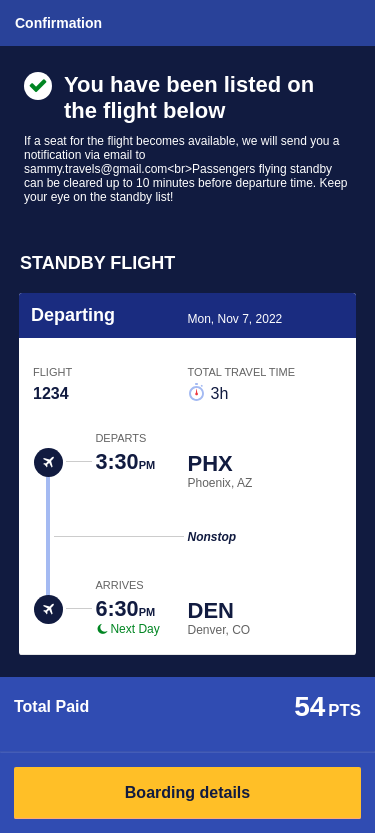 Confirmation
You have been listed on
the flight below
If a seat for the flight becomes available, we will send you a
notification via email to
sammy.travels@gmail.com<br>Passengers flying standby
can be cleared up to 10 minutes before departure time. Keep
your eye on the standby list!
STANDBY FLIGHT
Departing Mon, Nov 7, 2022
FLIGHT TOTAL TRAVEL TIME
1234 3h
DEPARTS
3:30PM PHX
Phoenix, AZ
Nonstop
ARRIVES
6:30PM DEN
Next Day Denver, CO
Total Paid 54 PTS
Boarding details